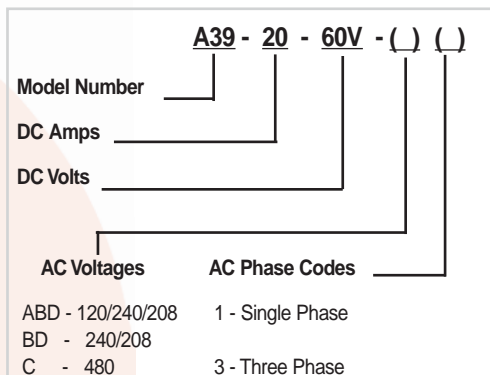 A39 - 20 - 60V - ( ) ( )
Model Number
DC Amps
DC Volts
AC Voltages AC Phase Codes
ABD - 120/240/208 1 - Single Phase
BD - 240/208
C - 480 3 - Three Phase